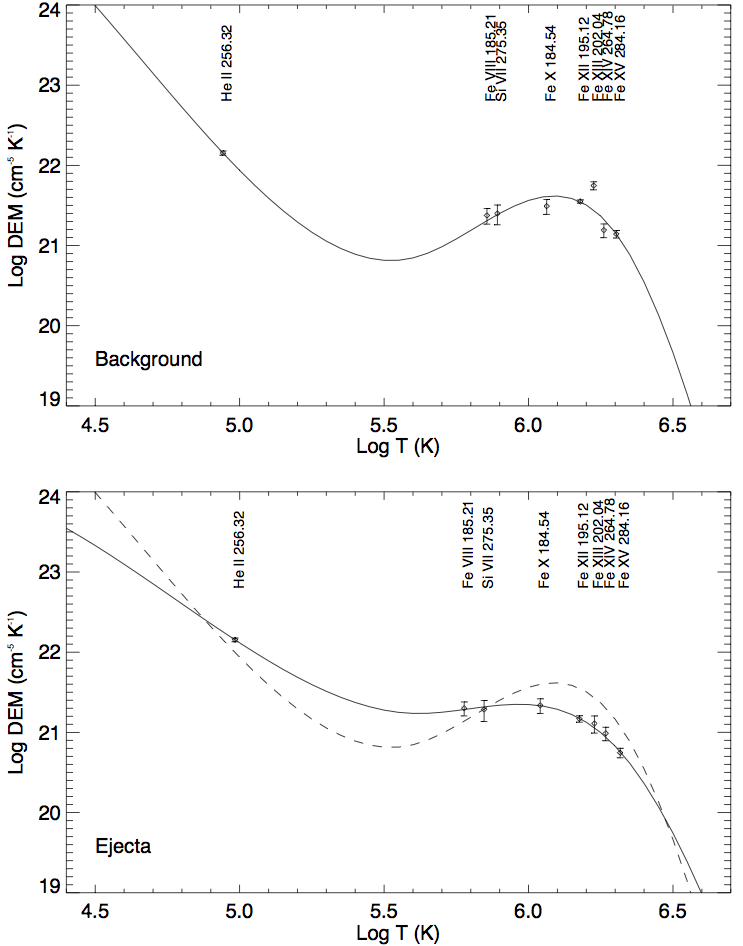 24
23
22
21
20
19
Log DEM (cm⁻⁵ K⁻¹)
He II 256.32
Fe VIII 185.21
Si VII 275.35
Fe X 184.54
Fe XII 195.12
Fe XIII 202.04
Fe XIV 264.78
Fe XV 284.16
Background
4.5 5.0 5.5 6.0 6.5
Log T (K)
24
23
22
21
20
19
Log DEM (cm⁻⁵ K⁻¹)
He II 256.32
Fe VIII 185.21
Si VII 275.35
Fe X 184.54
Fe XII 195.12
Fe XIII 202.04
Fe XIV 264.78
Fe XV 284.16
Ejecta
4.5 5.0 5.5 6.0 6.5
Log T (K)